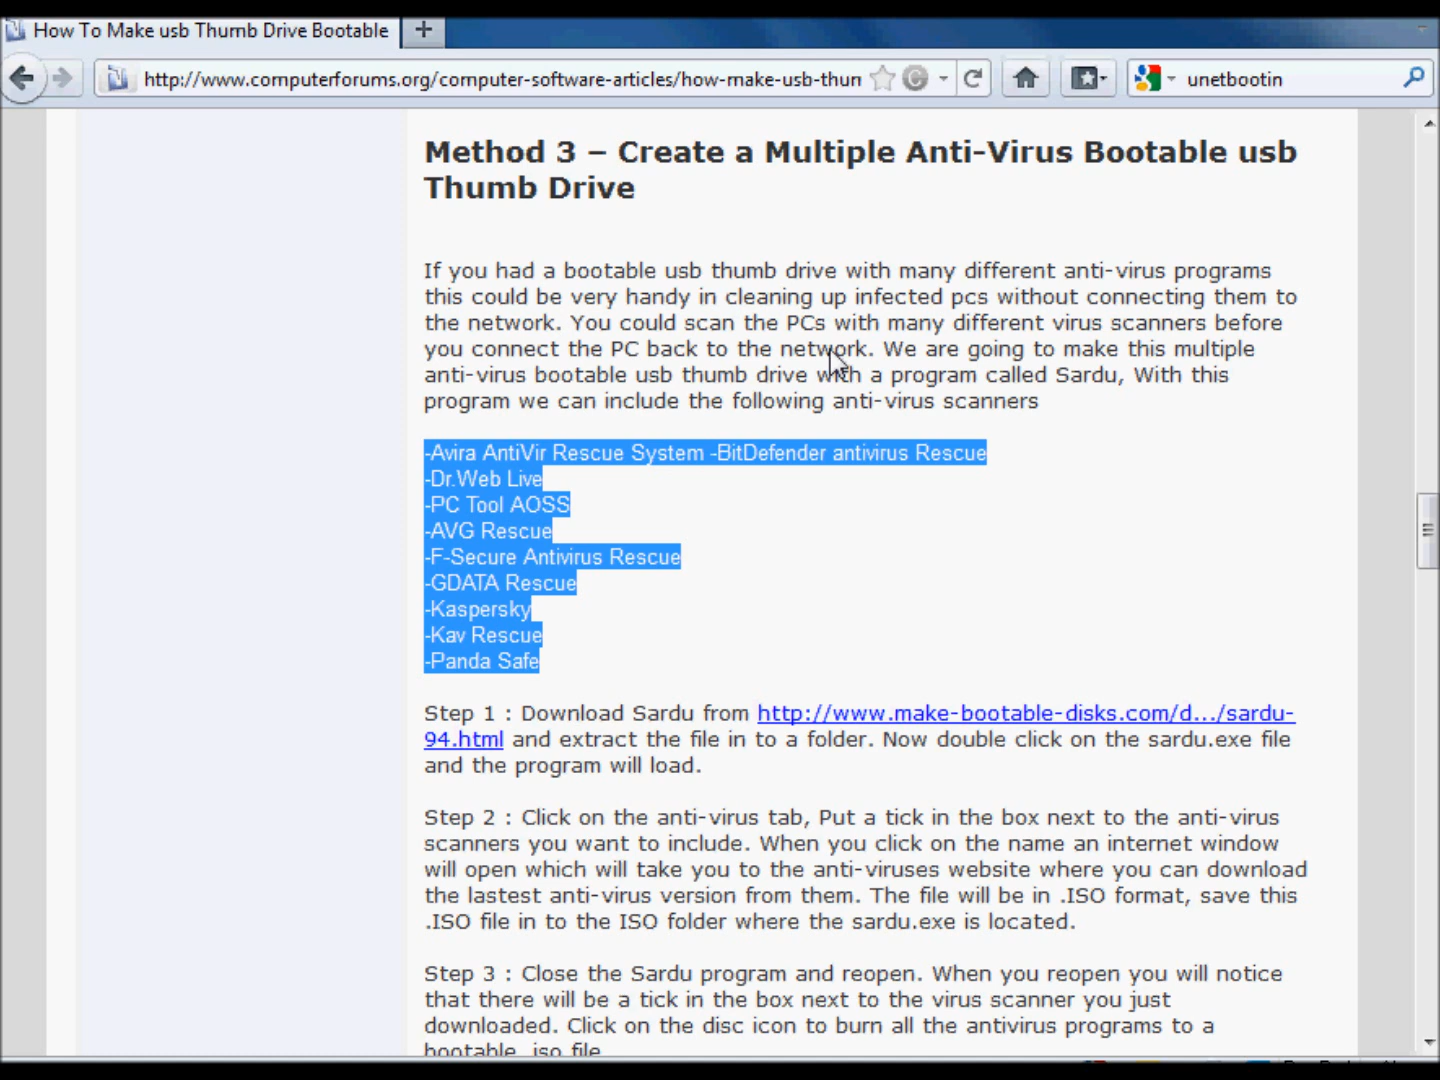 How To Make usb Thumb Drive Bootable
http://www.computerforums.org/computer-software-articles/how-make-usb-thun
unetbootin
Method 3 – Create a Multiple Anti-Virus Bootable usb
Thumb Drive
If you had a bootable usb thumb drive with many different anti-virus programs
this could be very handy in cleaning up infected pcs without connecting them to
the network. You could scan the PCs with many different virus scanners before
you connect the PC back to the network. We are going to make this multiple
anti-virus bootable usb thumb drive with a program called Sardu, With this
program we can include the following anti-virus scanners
-Avira AntiVir Rescue System -BitDefender antivirus Rescue
-Dr.Web Live
-PC Tool AOSS
-AVG Rescue
-F-Secure Antivirus Rescue
-GDATA Rescue
-Kaspersky
-Kav Rescue
-Panda Safe
Step 1 : Download Sardu from http://www.make-bootable-disks.com/d.../sardu-
94.html and extract the file in to a folder. Now double click on the sardu.exe file
and the program will load.
Step 2 : Click on the anti-virus tab, Put a tick in the box next to the anti-virus
scanners you want to include. When you click on the name an internet window
will open which will take you to the anti-viruses website where you can download
the lastest anti-virus version from them. The file will be in .ISO format, save this
.ISO file in to the ISO folder where the sardu.exe is located.
Step 3 : Close the Sardu program and reopen. When you reopen you will notice
that there will be a tick in the box next to the virus scanner you just
downloaded. Click on the disc icon to burn all the antivirus programs to a
bootable .iso file